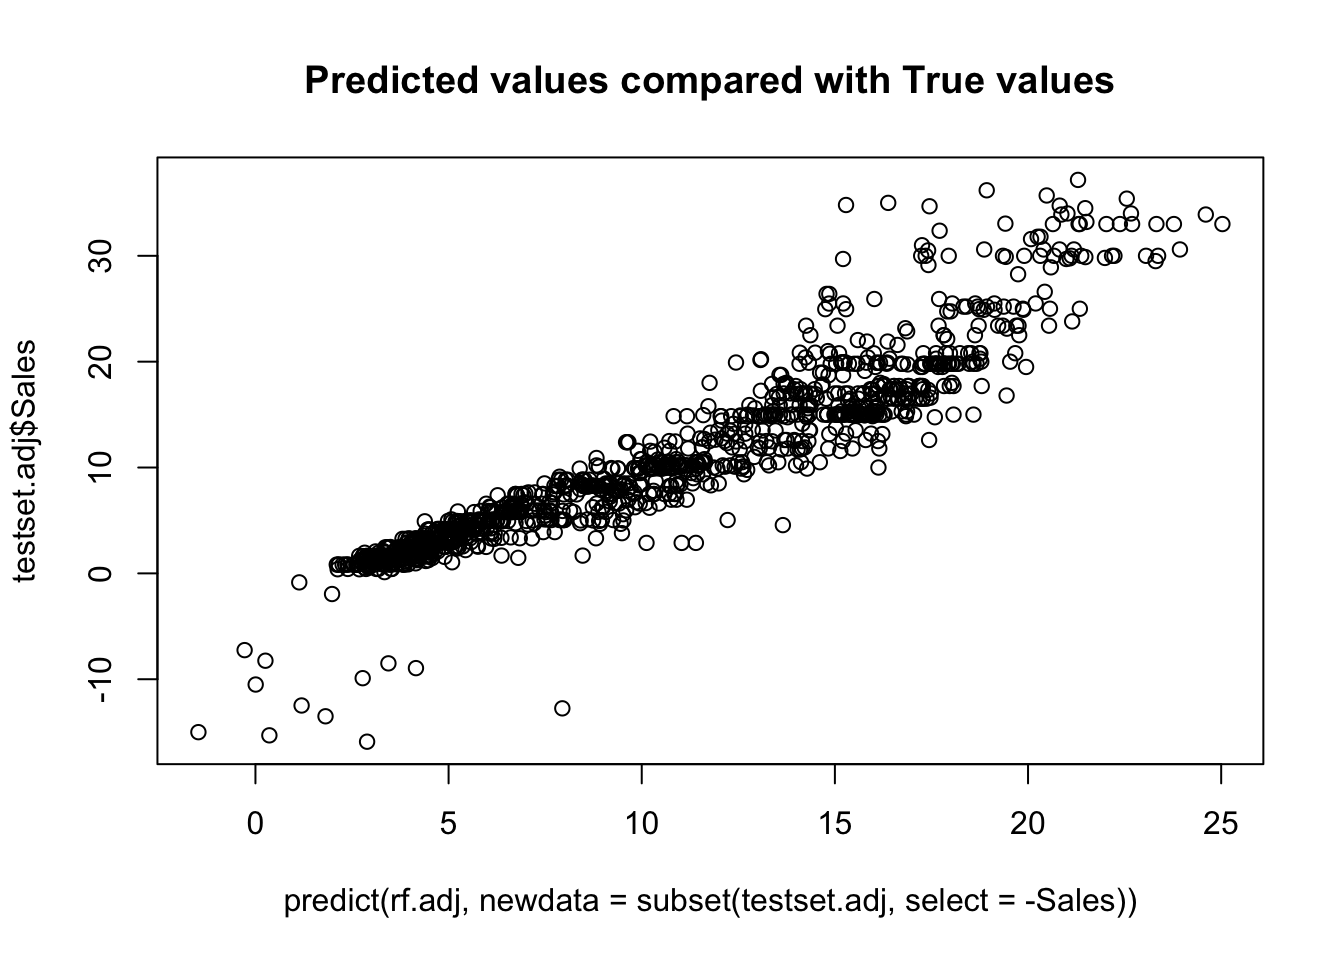 Predicted values compared with True values
testset.adj$Sales
30
20
10
0
-10
0 5 10 15 20 25
predict(rf.adj, newdata = subset(testset.adj, select = -Sales))